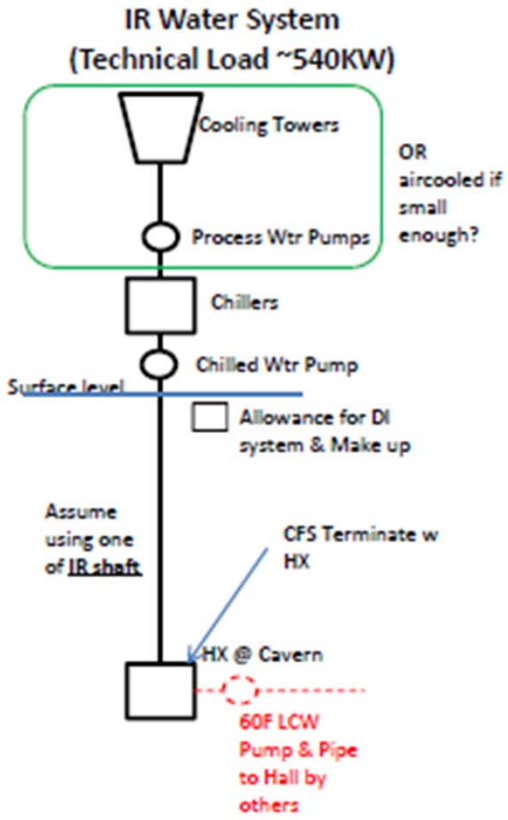 IR Water System
(Technical Load ~540KW)
Cooling Towers
OR
aircooled if
small
enough?
Process Wtr Pumps
Chillers
Chilled Wtr Pump
Surface level
Allowance for DI
system & Make up
Assume
using one
of IR shaft
CFS Terminate w
HX
HX @ Cavern
60F LCW
Pump & Pipe
to Hall by
others